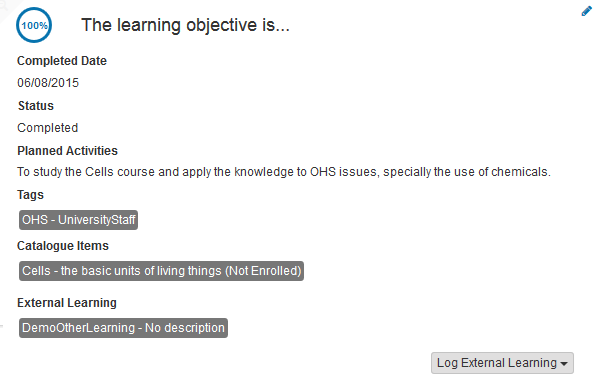 100%
The learning objective is...
Completed Date
06/08/2015
Status
Completed
Planned Activities
To study the Cells course and apply the knowledge to OHS issues, specially the use of chemicals.
Tags
OHS - UniversityStaff
Catalogue Items
Cells - the basic units of living things (Not Enrolled)
External Learning
DemoOtherLearning - No description
Log External Learning